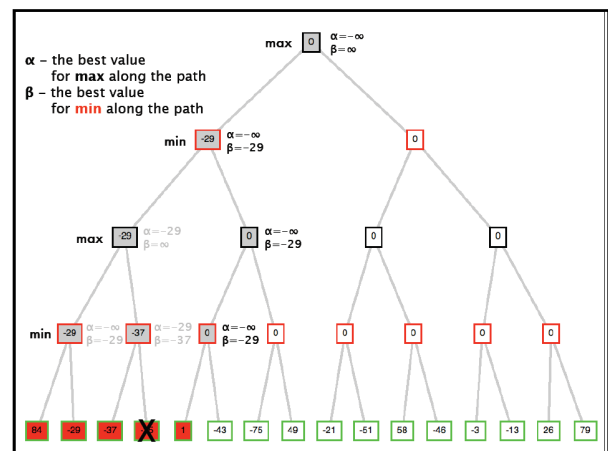 max 0 α=-∞
β=∞
α - the best value
for max along the path
β - the best value
for min along the path
min -29 α=-∞
β=-29
0
max -29 α=-29
β=∞
0 α=-∞
β=-29
0 0
min -29 α=-∞
β=-29
-37 α=-29
β=-37
0 α=-∞
β=-29
0 0 0 0 0
84 -29 -37 X 1 -43 -75 49 -21 -51 58 -46 -3 -13 26 79